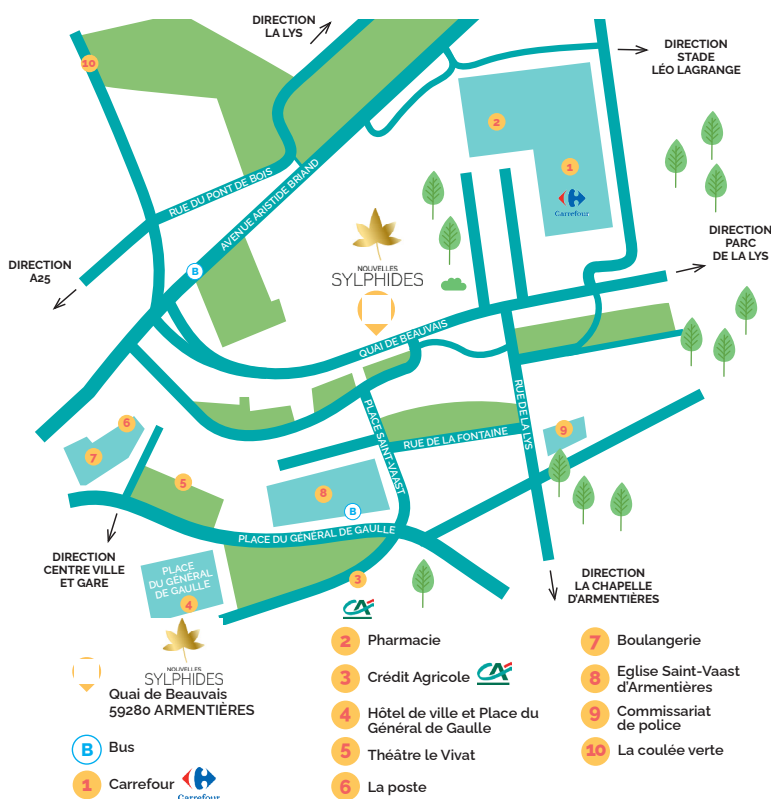 DIRECTION
LA LYS
DIRECTION
STADE
LÉO LAGRANGE
10
2
1
Carrefour
RUE DU PONT DE BOIS
AVENUE ARISTIDE BRIAND
B
DIRECTION
A25
NOUVELLES
SYLPHIDES
DIRECTION
PARC
DE LA LYS
QUAI DE BEAUVAIS
PLACE SAINT-VAAST
RUE DE LA LYS
RUE DE LA FONTAINE
6
7
5
9
8
B
PLACE DU GÉNÉRAL DE GAULLE
DIRECTION
CENTRE VILLE
ET GARE
PLACE
DU GÉNÉRAL
DE GAULLE
4
3
CA
DIRECTION
LA CHAPELLE
D'ARMENTIÈRES
NOUVELLES
SYLPHIDES
Quai de Beauvais
59280 ARMENTIÈRES
B Bus
1 Carrefour Carrefour
2 Pharmacie
3 Crédit Agricole CA
4 Hôtel de ville et Place du
Général de Gaulle
5 Théâtre le Vivat
6 La poste
7 Boulangerie
8 Eglise Saint-Vaast
d'Armentières
9 Commissariat
de police
10 La coulée verte